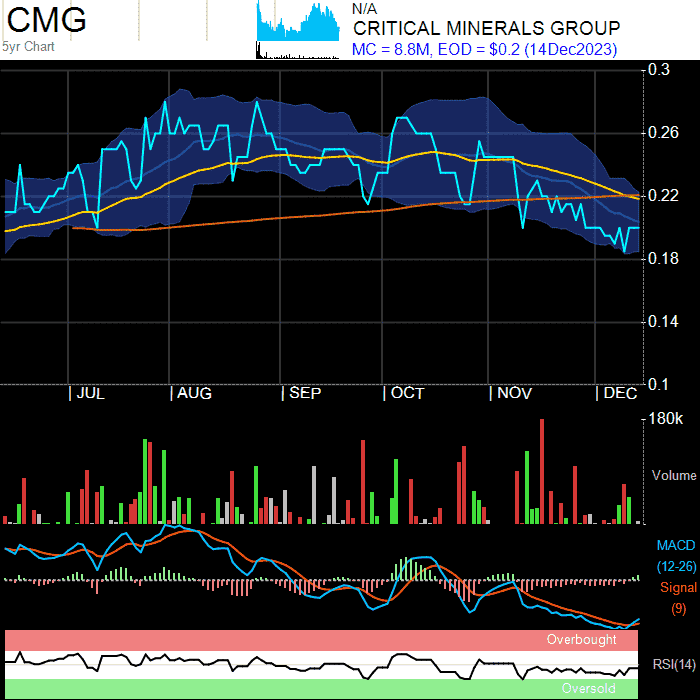 CMG
5yr Chart
N/A
CRITICAL MINERALS GROUP
MC = 8.8M, EOD = $0.2 (14Dec2023)
0.3
0.26
0.22
0.18
0.14
0.1
JUL
AUG
SEP
OCT
NOV
DEC
180k
Volume
MACD
(12-26)
Signal
(9)
Overbought
RSI(14)
Oversold